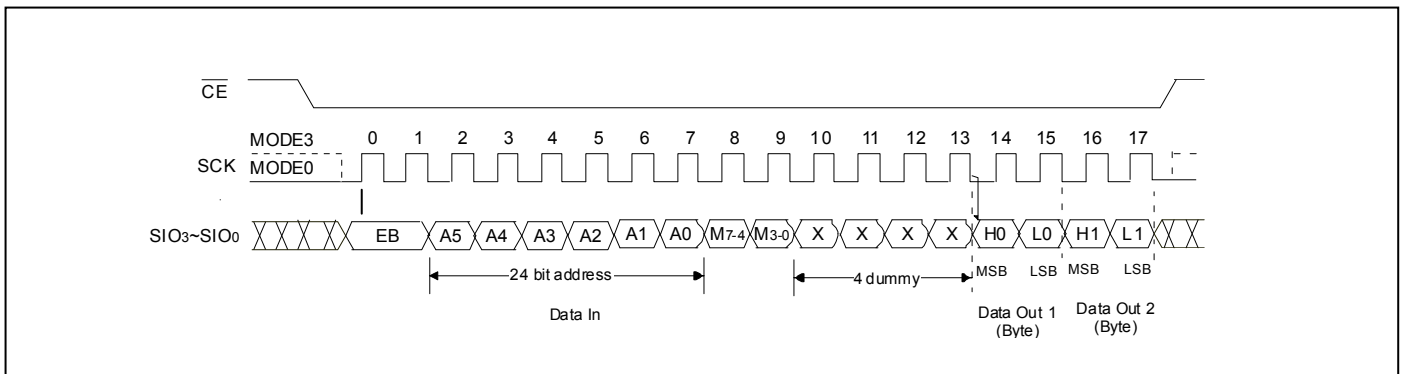 CE
MODE3 0 1 2 3 4 5 6 7 8 9 10 11 12 13 14 15 16 17
SCK MODE0
SIO3~SIO0 EB A5 A4 A3 A2 A1 A0 M7-4 M3-0 X X X X H0 L0 H1 L1
24 bit address 4 dummy MSB LSB MSB LSB
Data In Data Out 1 Data Out 2
(Byte) (Byte)